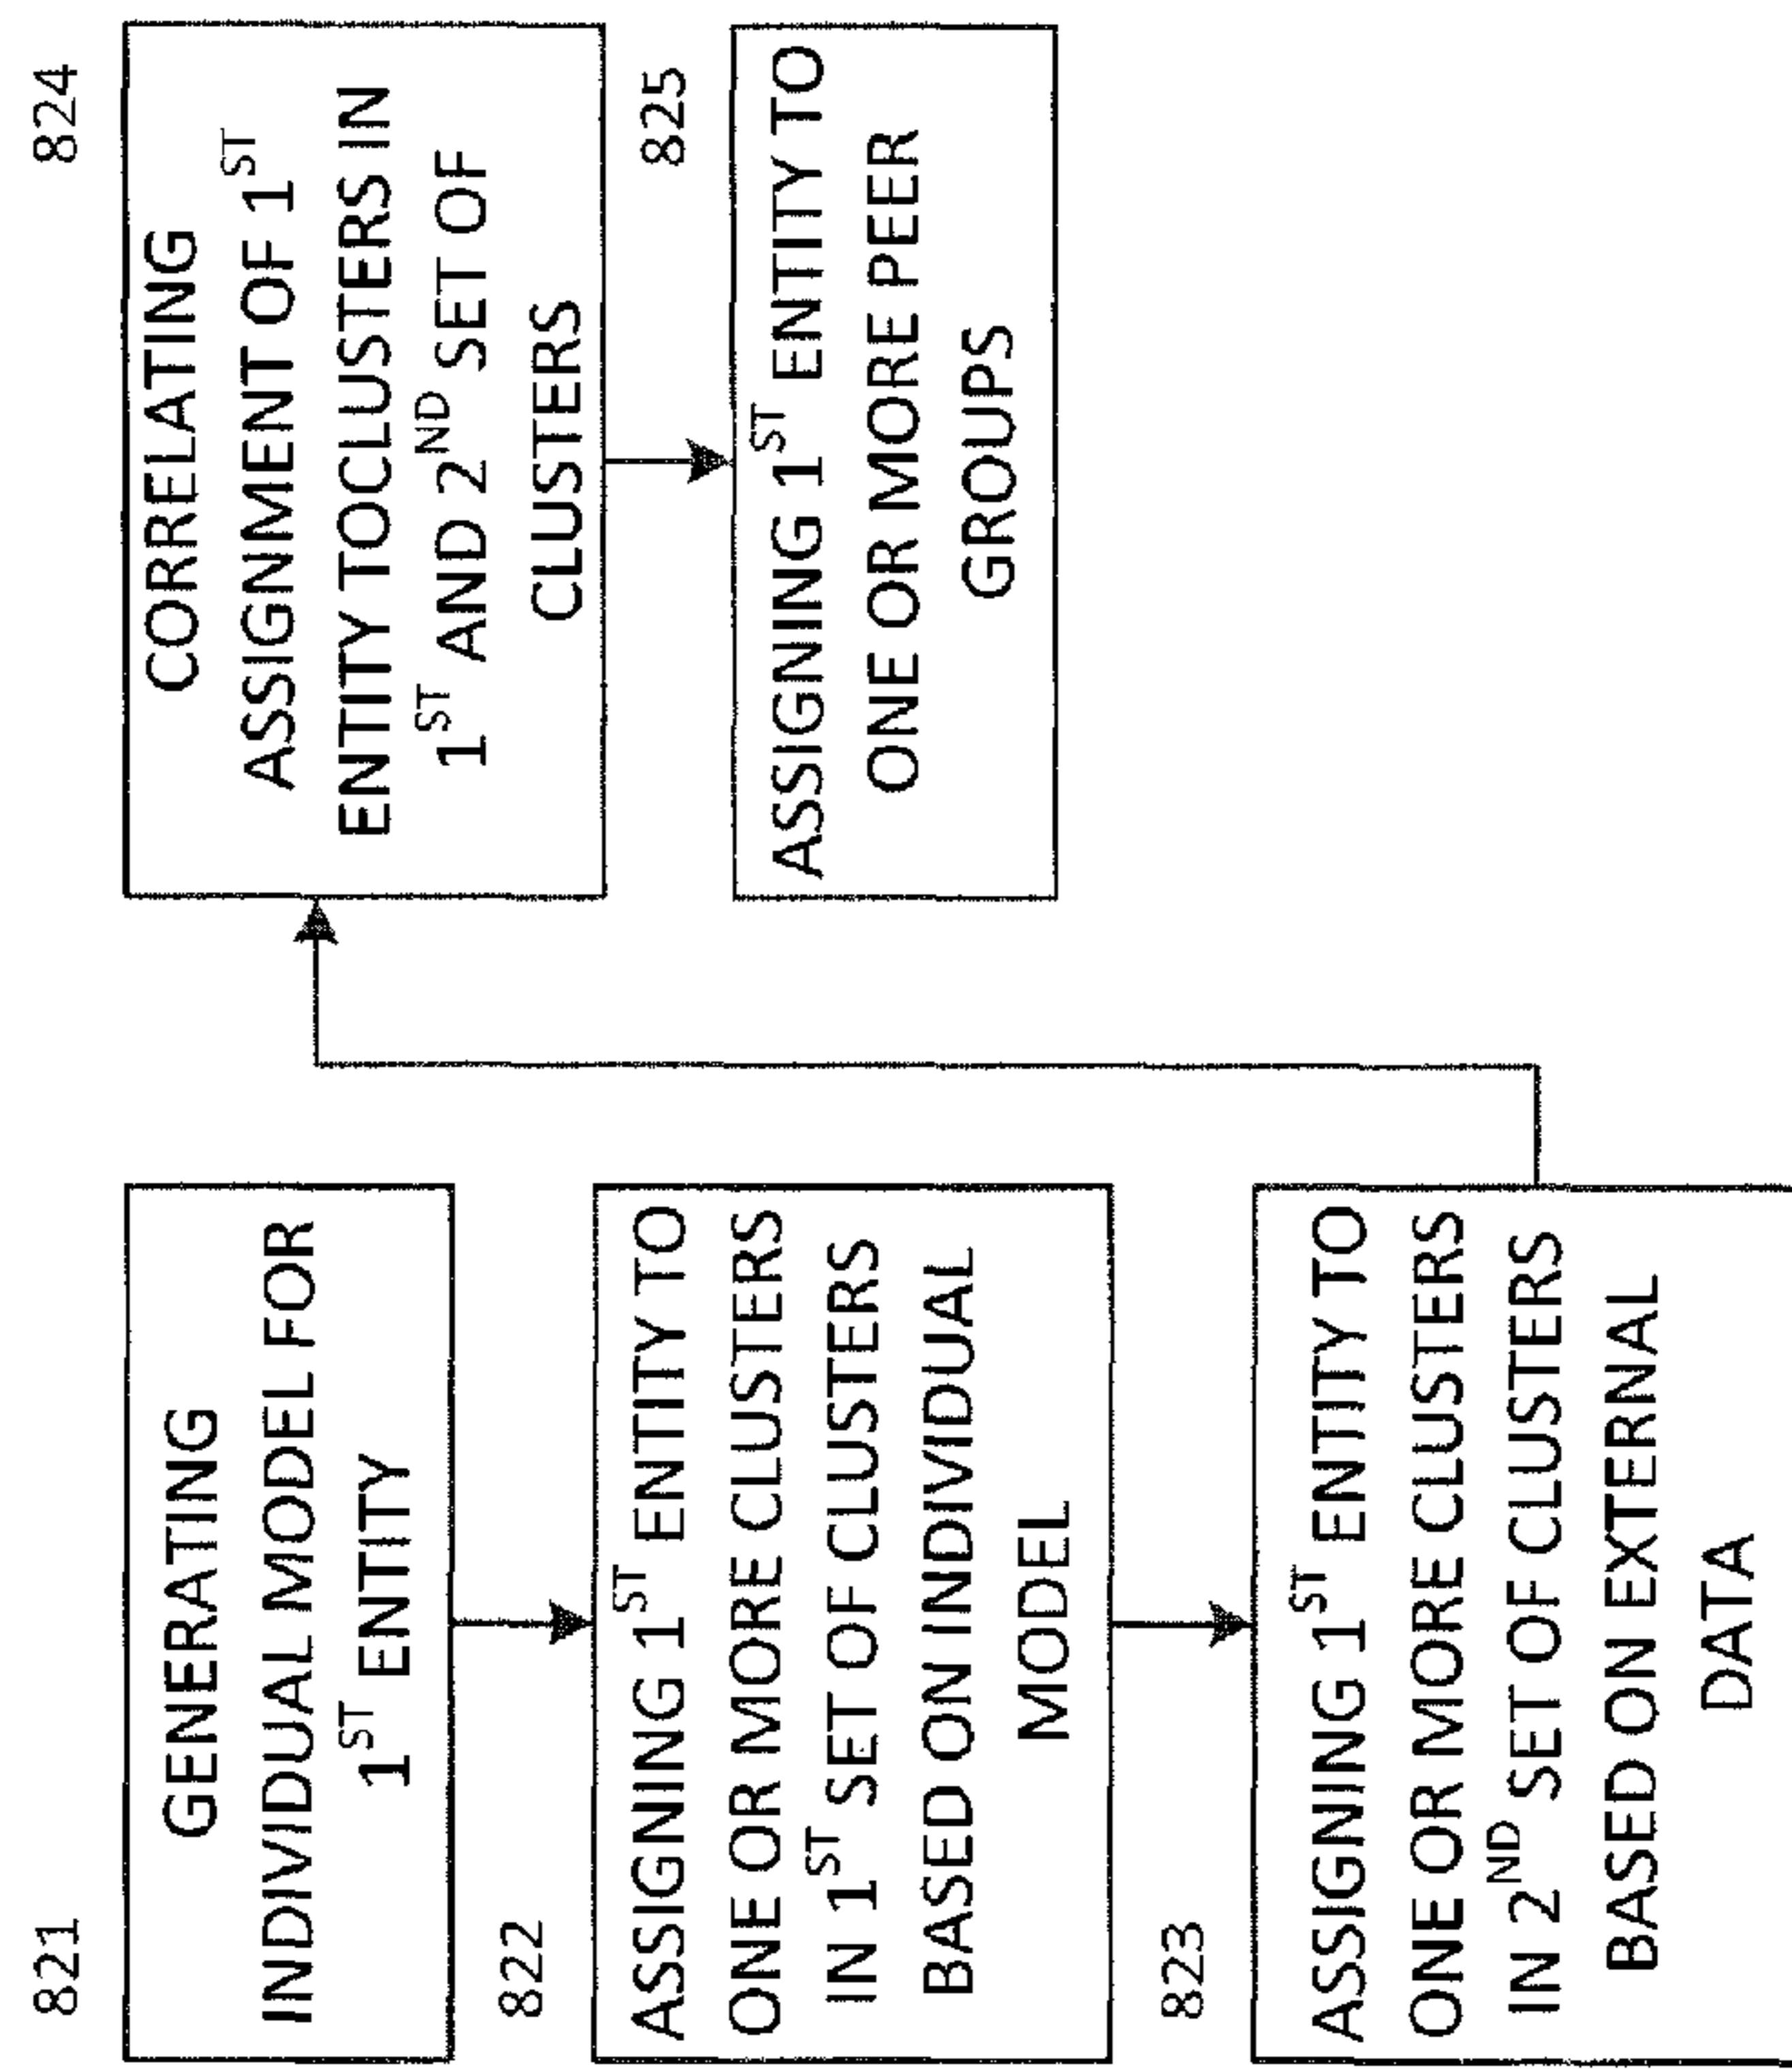 821
GENERATING
INDIVIDUAL MODEL FOR
1ST ENTITY
822
ASSIGNING 1ST ENTITY TO
ONE OR MORE CLUSTERS
IN 1ST SET OF CLUSTERS
BASED ON INDIVIDUAL
MODEL
823
ASSIGNING 1ST ENTITY TO
ONE OR MORE CLUSTERS
IN 2ND SET OF CLUSTERS
BASED ON EXTERNAL
DATA
824
CORRELATING
ASSIGNMENT OF 1ST
ENTITY TOCLUSTERS IN
1ST AND 2ND SET OF
CLUSTERS
825
ASSIGNING 1ST ENTITY TO
ONE OR MORE PEER
GROUPS